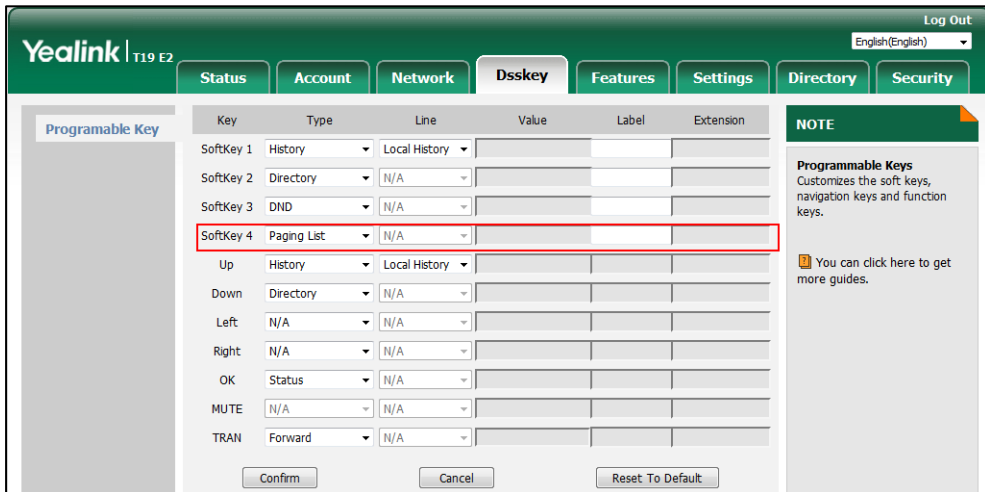 Log Out
Yealink T19 E2
English(English)
Status Account Network Dsskey Features Settings Directory Security
Programable Key
Key Type Line Value Label Extension
SoftKey 1 History Local History
SoftKey 2 Directory N/A
SoftKey 3 DND N/A
SoftKey 4 Paging List N/A
Up History Local History
Down Directory N/A
Left N/A N/A
Right N/A N/A
OK Status N/A
MUTE N/A N/A
TRAN Forward N/A
Confirm Cancel Reset To Default
NOTE
Programmable Keys
Customizes the soft keys,
navigation keys and function
keys.
You can click here to get
more guides.